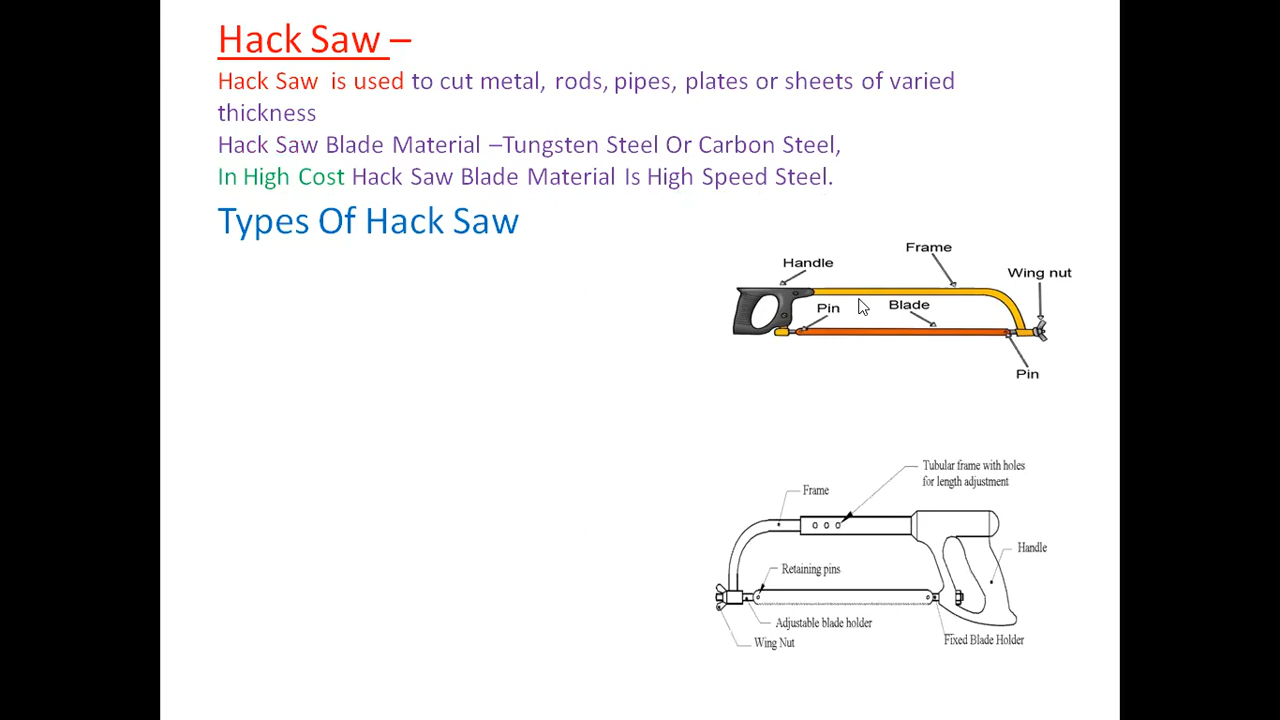 Hack Saw –
Hack Saw is used to cut metal, rods, pipes, plates or sheets of varied
thickness
Hack Saw Blade Material –Tungsten Steel Or Carbon Steel,
In High Cost Hack Saw Blade Material Is High Speed Steel.
Types Of Hack Saw
Frame
Handle
Wing nut
Pin
Blade
Pin
Tubular frame with holes
for length adjustment
Frame
Handle
Retaining pins
Adjustable blade holder
Wing Nut
Fixed Blade Holder